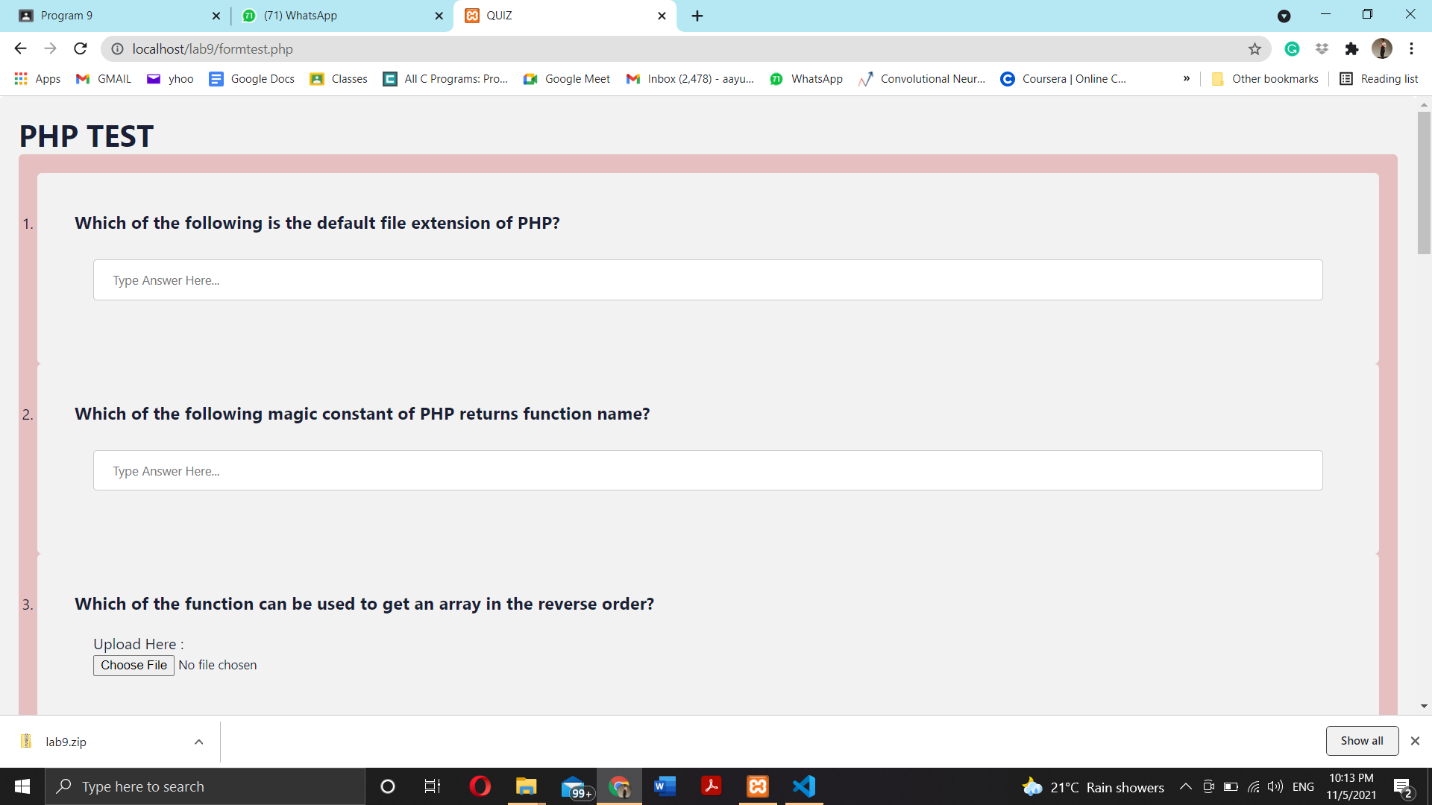 Program 9
(71) WhatsApp
QUIZ
localhost/lab9/formtest.php
Apps
GMAIL
yhoo
Google Docs
Classes
All C Programs: Pro...
Google Meet
Inbox (2,478) - aayu...
WhatsApp
Convolutional Neur...
Coursera | Online C...
»
Other bookmarks
Reading list
PHP TEST
1. Which of the following is the default file extension of PHP?
Type Answer Here...
2. Which of the following magic constant of PHP returns function name?
Type Answer Here...
3. Which of the function can be used to get an array in the reverse order?
Upload Here :
Choose File No file chosen
lab9.zip
Show all
Type here to search
99+
21°C Rain showers
ENG
10:13 PM
11/5/2021
2